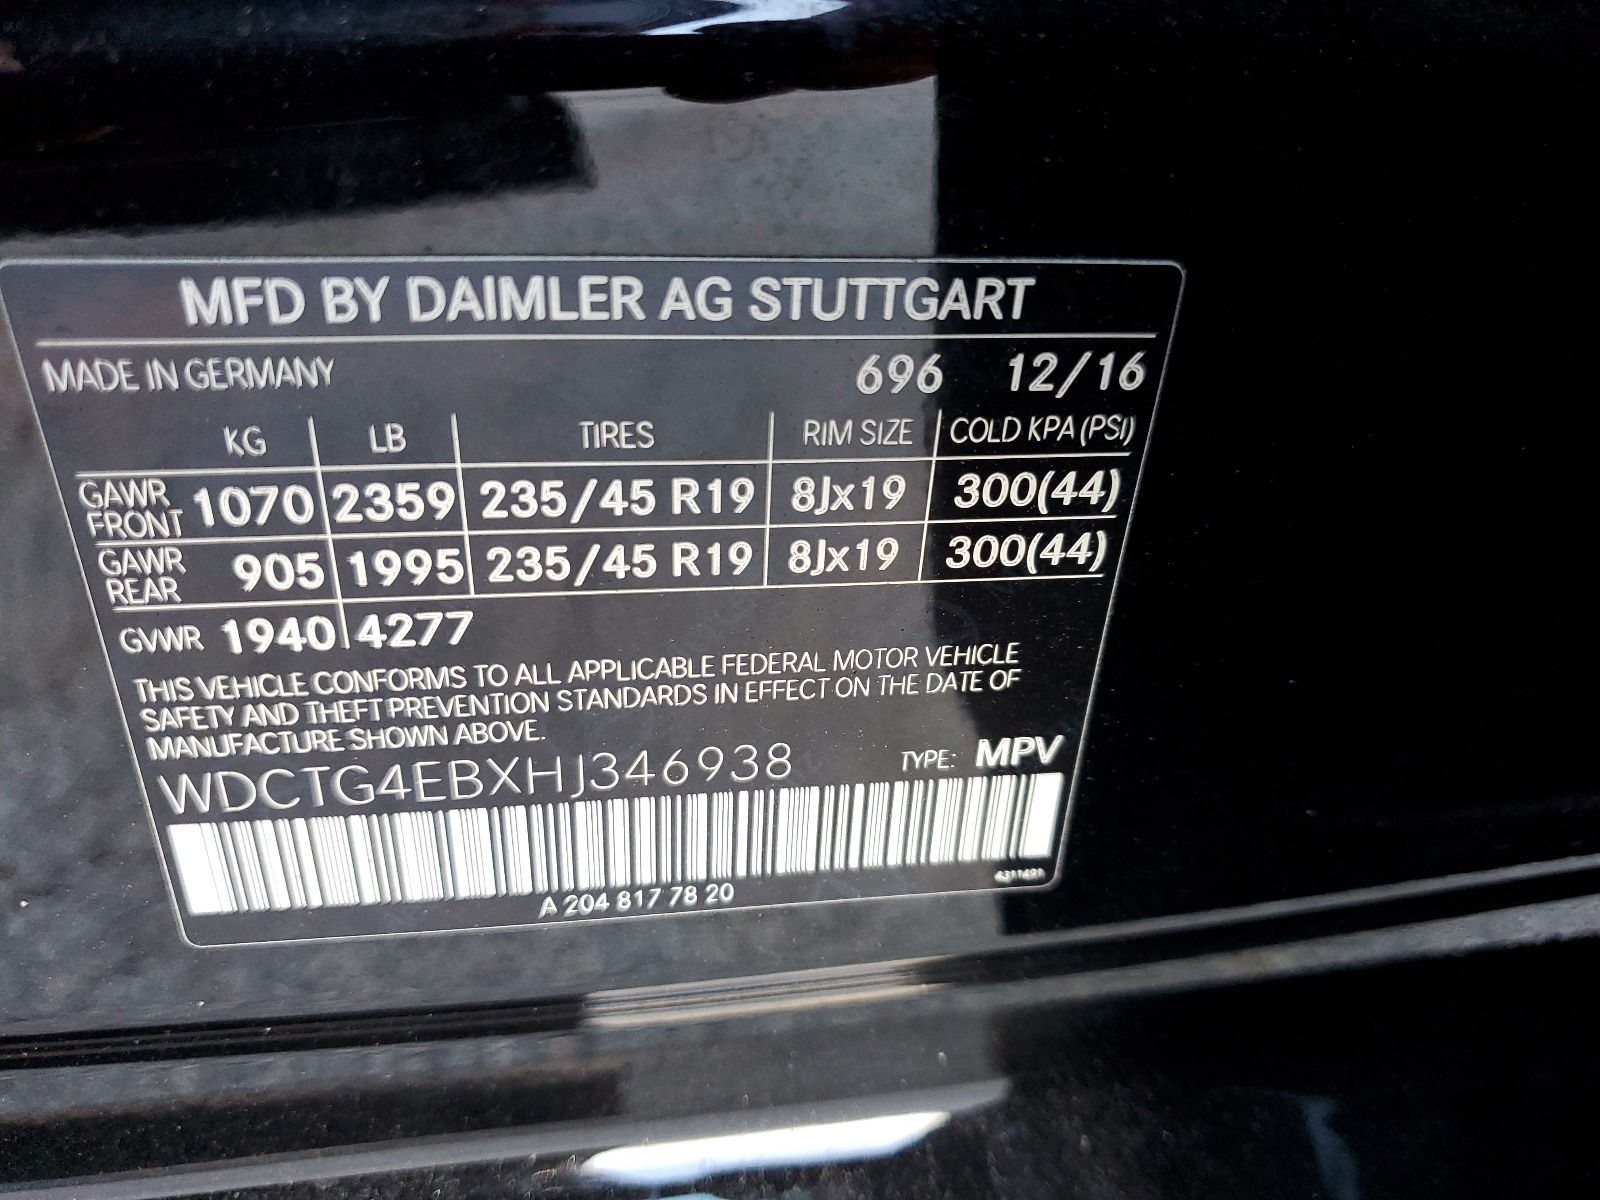 MFD BY DAIMLER AG STUTTGART
MADE IN GERMANY 696 12/16
KG LB TIRES RIM SIZE COLD KPA (PSI)
GAWR FRONT 1070 2359 235/45 R19 8Jx19 300(44)
GAWR REAR 905 1995 235/45 R19 8Jx19 300(44)
GVWR 1940 4277
THIS VEHICLE CONFORMS TO ALL APPLICABLE FEDERAL MOTOR VEHICLE
SAFETY AND THEFT PREVENTION STANDARDS IN EFFECT ON THE DATE OF
MANUFACTURE SHOWN ABOVE.
WDCTG4EBXHJ346938 TYPE: MPV
4311491
A 204 817 78 20